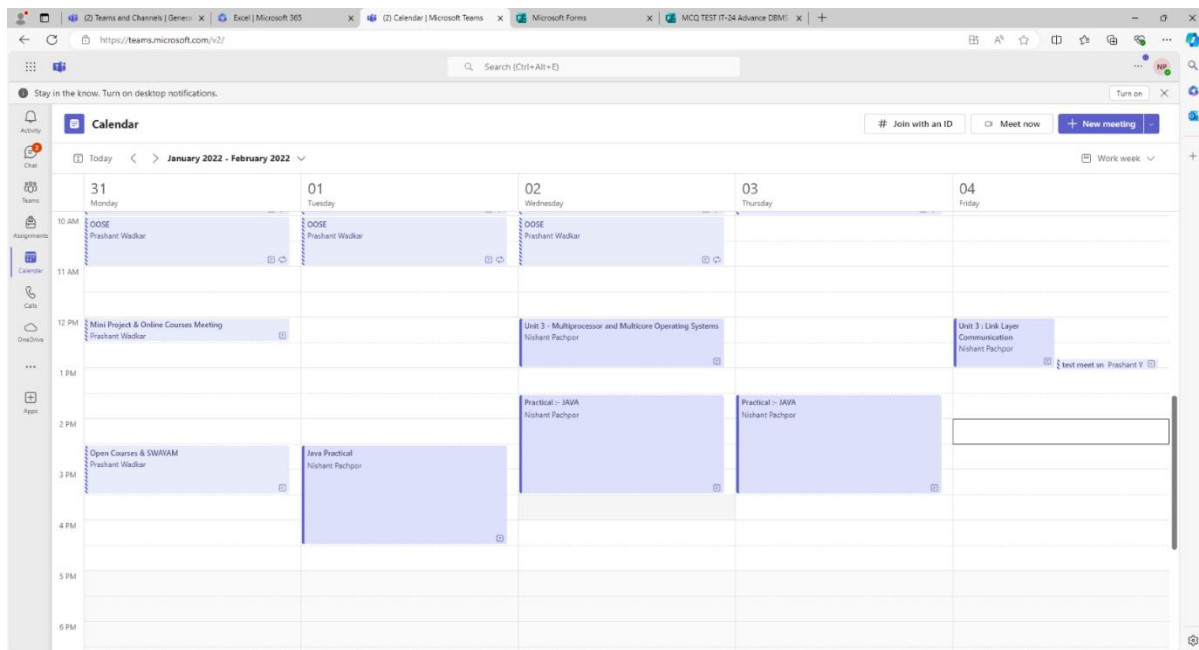 (2) Teams and Channels | Genera
Excel | Microsoft 365
(2) Calendar | Microsoft Teams
Microsoft Forms
MCQ TEST IT-24 Advance DBMS
https://teams.microsoft.com/v2/
Search (Ctrl+Alt+E)
NP
Stay in the know. Turn on desktop notifications.
Turn on
Activity
Chat
2
Teams
Assignments
Calendar
Calls
OneDrive
Apps
Calendar
# Join with an ID
Meet now
New meeting
Today
January 2022 - February 2022
Work week
31
Monday
01
Tuesday
02
Wednesday
03
Thursday
04
Friday
10 AM
OOSE
Prashant Wadkar
OOSE
Prashant Wadkar
OOSE
Prashant Wadkar
11 AM
12 PM
Mini Project & Online Courses Meeting
Prashant Wadkar
Unit 3 - Multiprocessor and Multicore Operating Systems
Nishant Pachpor
Unit 3 : Link Layer
Communication
Nishant Pachpor
test meet sn Prashant
1 PM
Practical :- JAVA
Nishant Pachpor
Practical :- JAVA
Nishant Pachpor
2 PM
Open Courses & SWAYAM
Prashant Wadkar
Java Practical
Nishant Pachpor
3 PM
4 PM
5 PM
6 PM